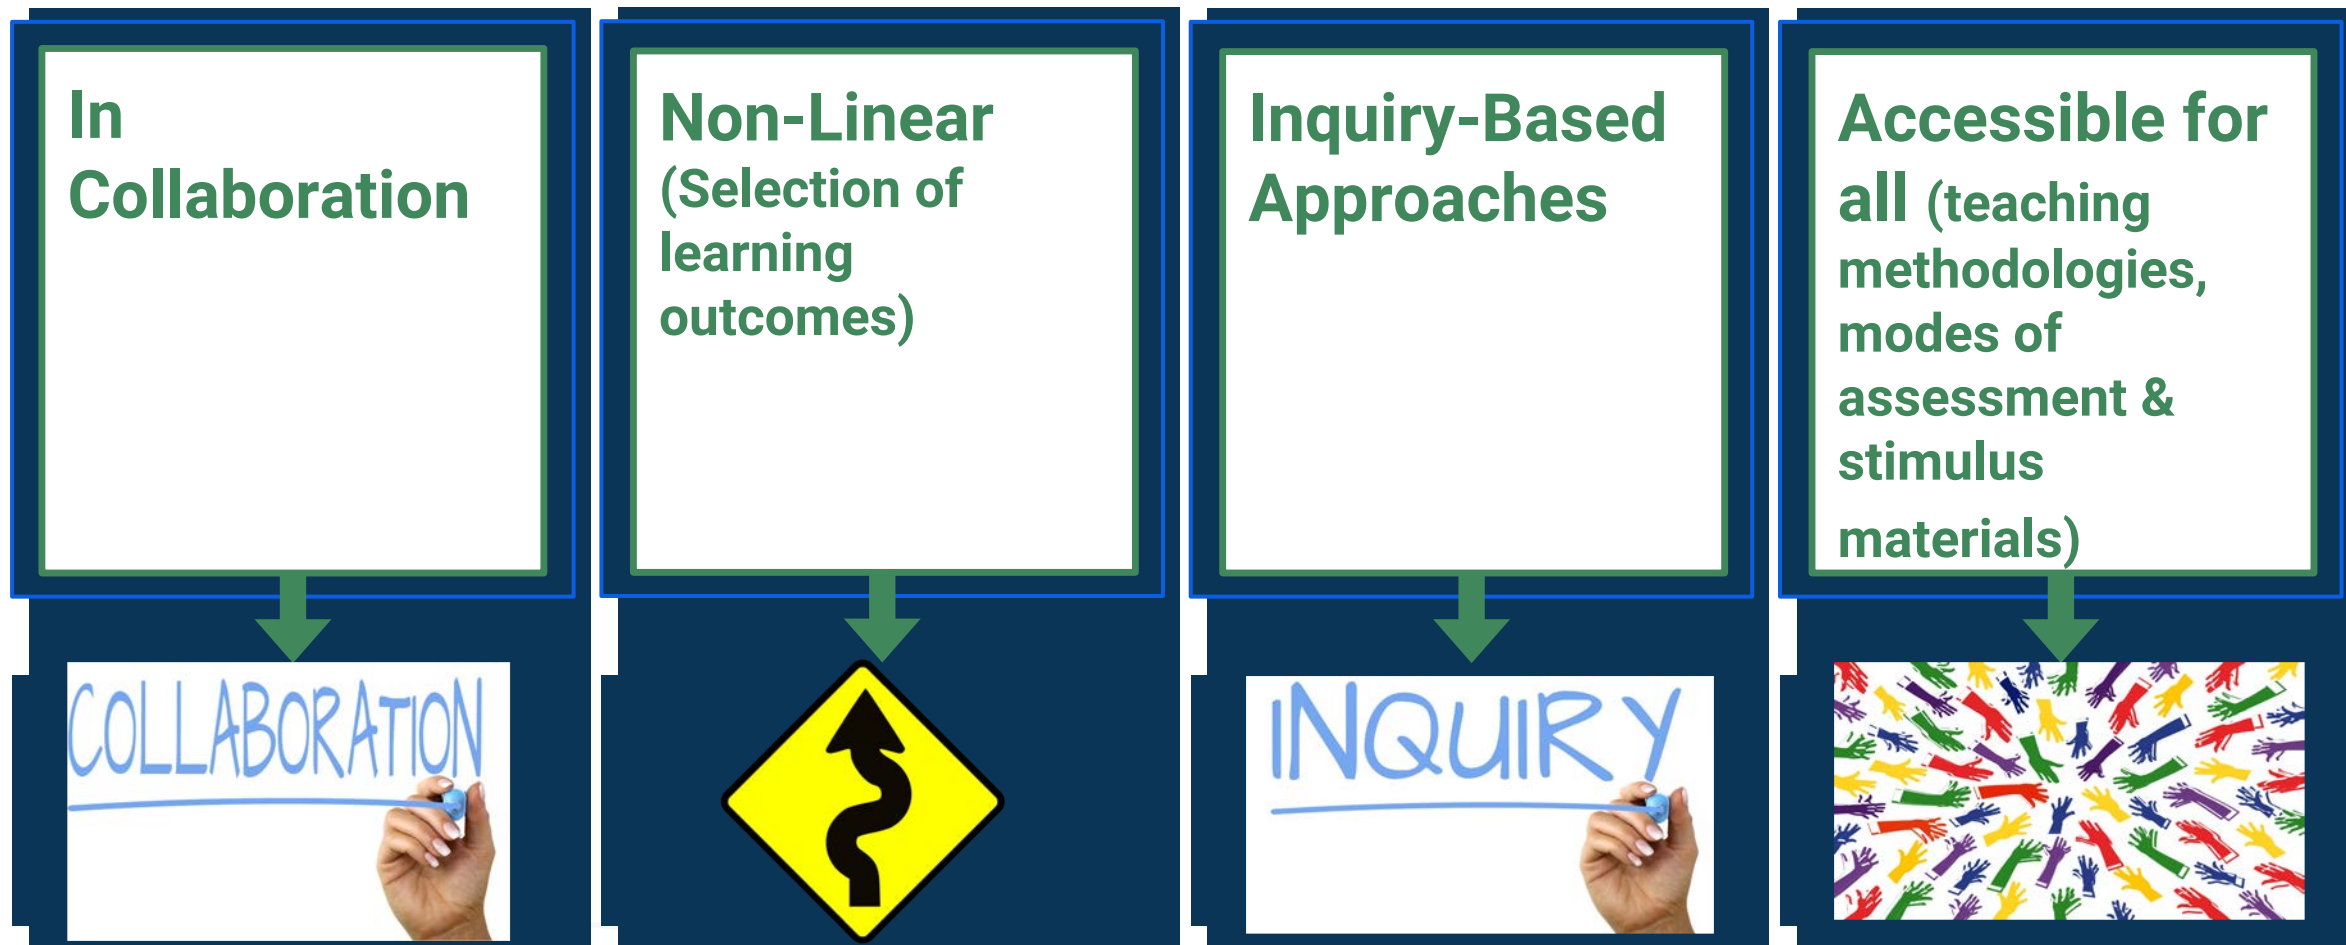 In
Collaboration
COLLABORATION
Non-Linear
(Selection of
learning
outcomes)
Inquiry-Based
Approaches
INQUIRY
Accessible for
all (teaching
methodologies,
modes of
assessment &
stimulus
materials)